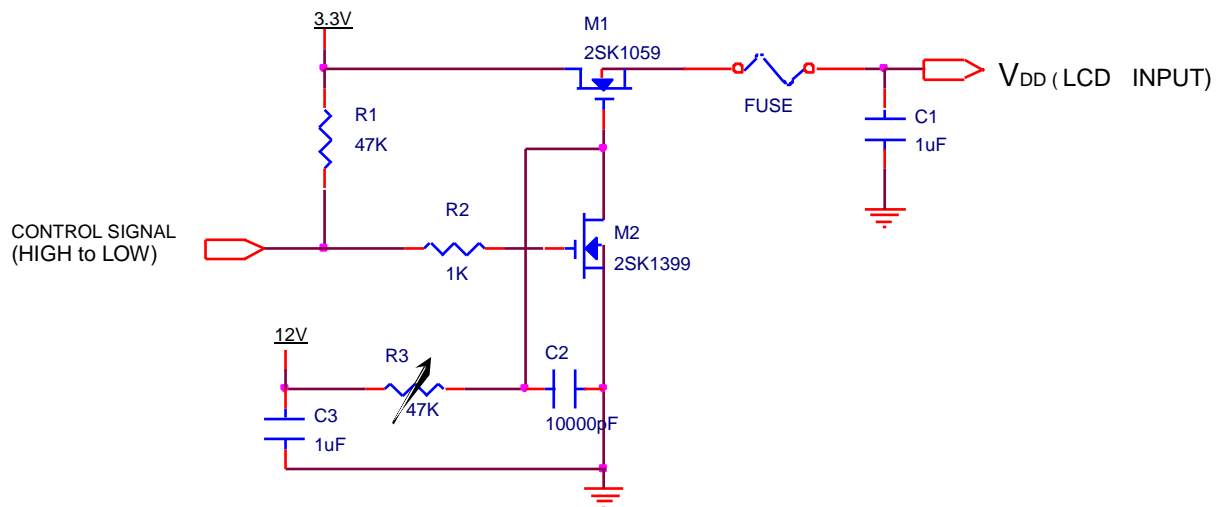 3.3V
M1
2SK1059
VDD ( LCD INPUT)
FUSE
R1
47K
C1
1uF
CONTROL SIGNAL
(HIGH to LOW)
R2
1K
M2
2SK1399
12V
R3
47K
C2
10000pF
C3
1uF